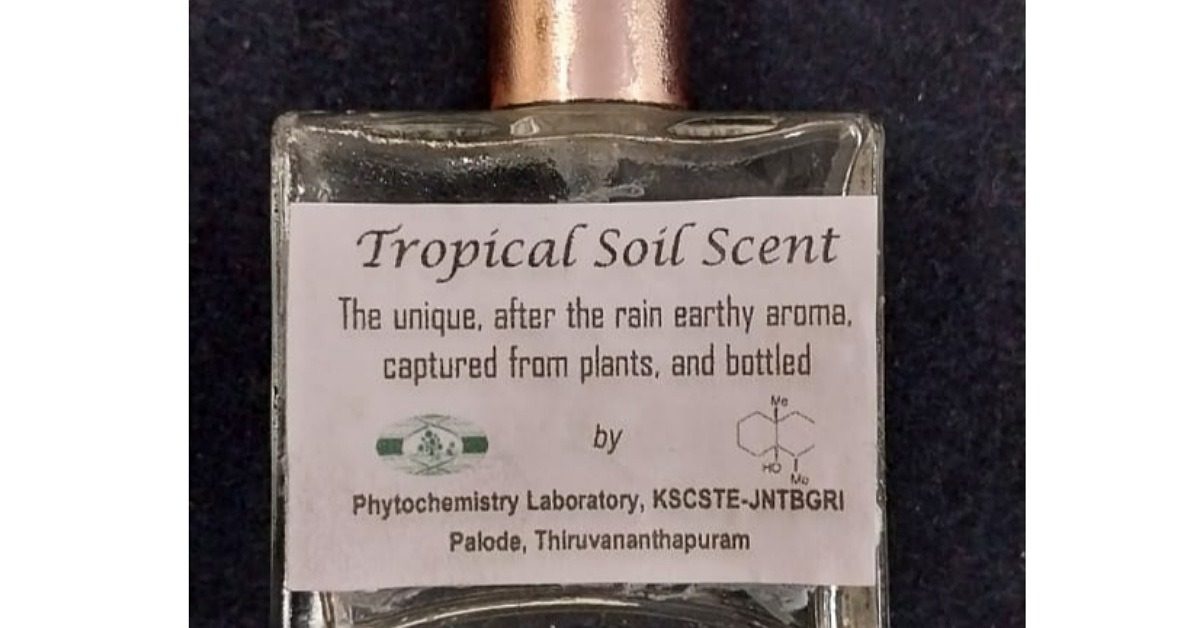 Tropical Soil Scent
The unique, after the rain earthy aroma,
captured from plants, and bottled
by
Me
HO
Me
Phytochemistry Laboratory, KSCSTE-JNTBGRI
Palode, Thiruvananthapuram